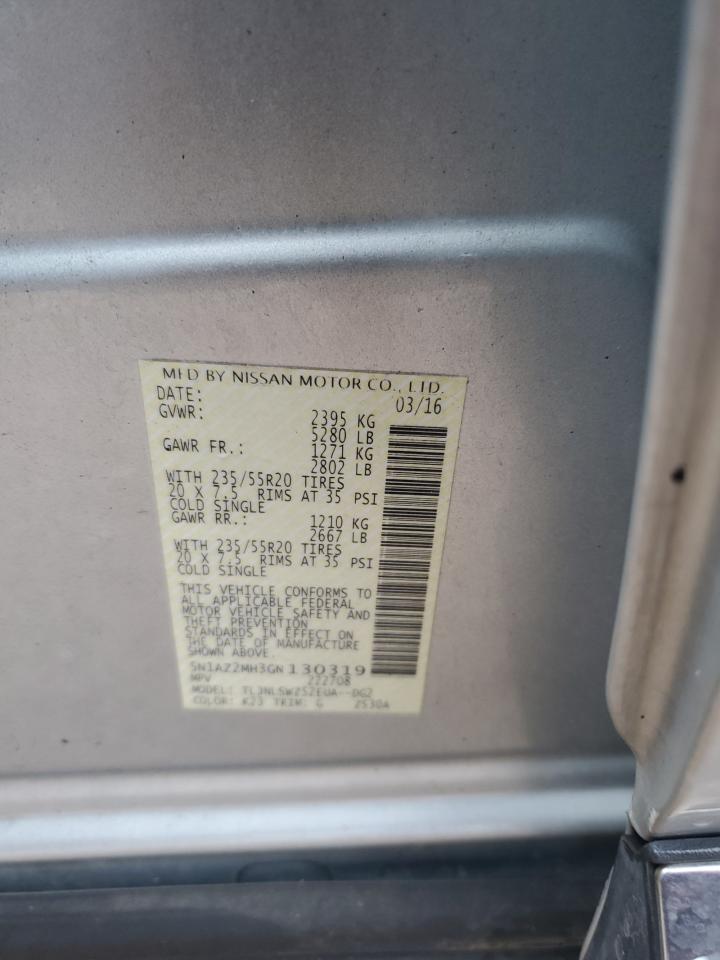 MFD BY NISSAN MOTOR CO., LTD.
DATE: 03/16
GVWR: 2395 KG
5280 LB
GAWR FR.: 1271 KG
2802 LB
WITH 235/55R20 TIRES
20 X 7.5 RIMS AT 35 PSI
COLD SINGLE
GAWR RR.: 1210 KG
2667 LB
WITH 235/55R20 TIRES
20 X 7.5 RIMS AT 35 PSI
COLD SINGLE
THIS VEHICLE CONFORMS TO
ALL APPLICABLE FEDERAL
MOTOR VEHICLE SAFETY AND
THEFT PREVENTION
STANDARDS IN EFFECT ON
THE DATE OF MANUFACTURE
SHOWN ABOVE.
5N1AZ2MH3GN130319
MPV 222708
MODEL:
COLOR: K23 TRIM: G 2530A